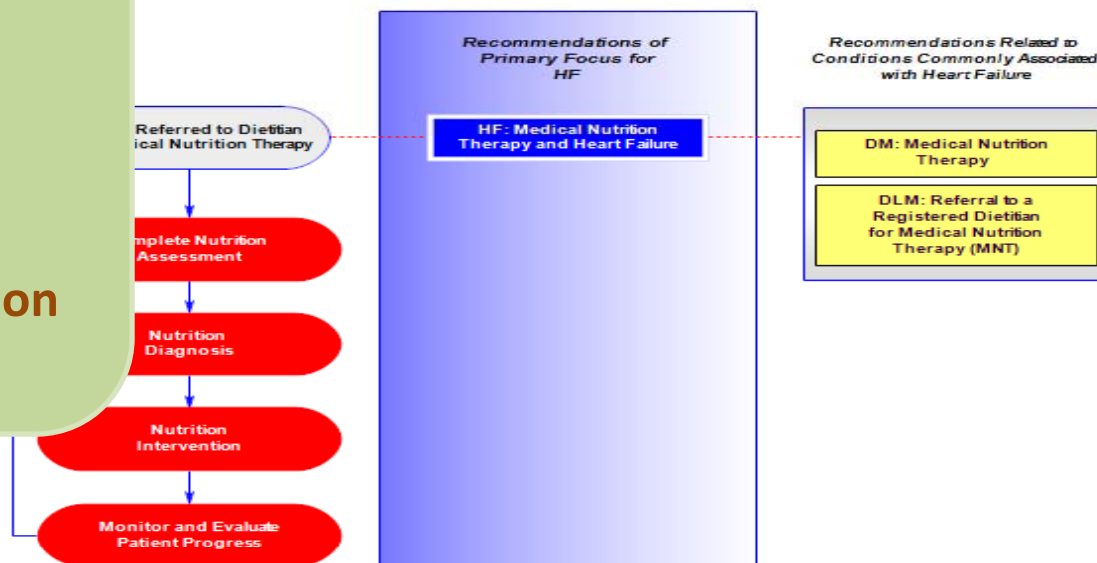 on
Referred to Dietitian
ical Nutrition Therapy
mplete Nutrition
Assessment
Nutrition
Diagnosis
Nutrition
Intervention
Monitor and Evaluate
Patient Progress
Recommendations of
Primary Focus for
HF
HF: Medical Nutrition
Therapy and Heart Failure
Recommendations Related to
Conditions Commonly Associated
with Heart Failure
DM: Medical Nutrition
Therapy
DLM: Referral to a
Registered Dietitian
for Medical Nutrition
Therapy (MNT)